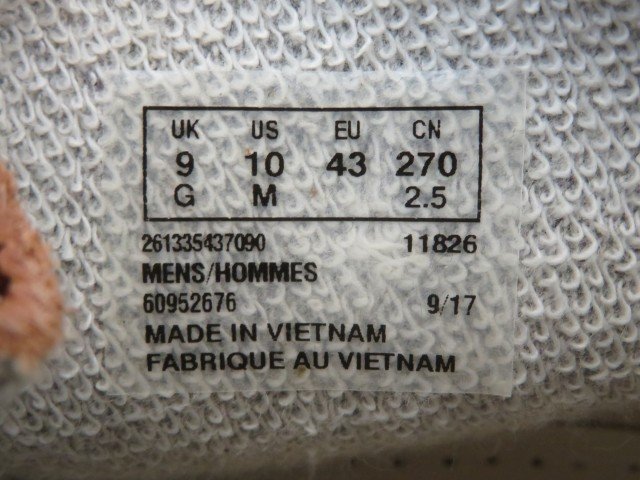 UK US EU CN
9 10 43 270
G M 2.5
261335437090 11826
MENS/HOMMES
60952676 9/17
MADE IN VIETNAM
FABRIQUE AU VIETNAM